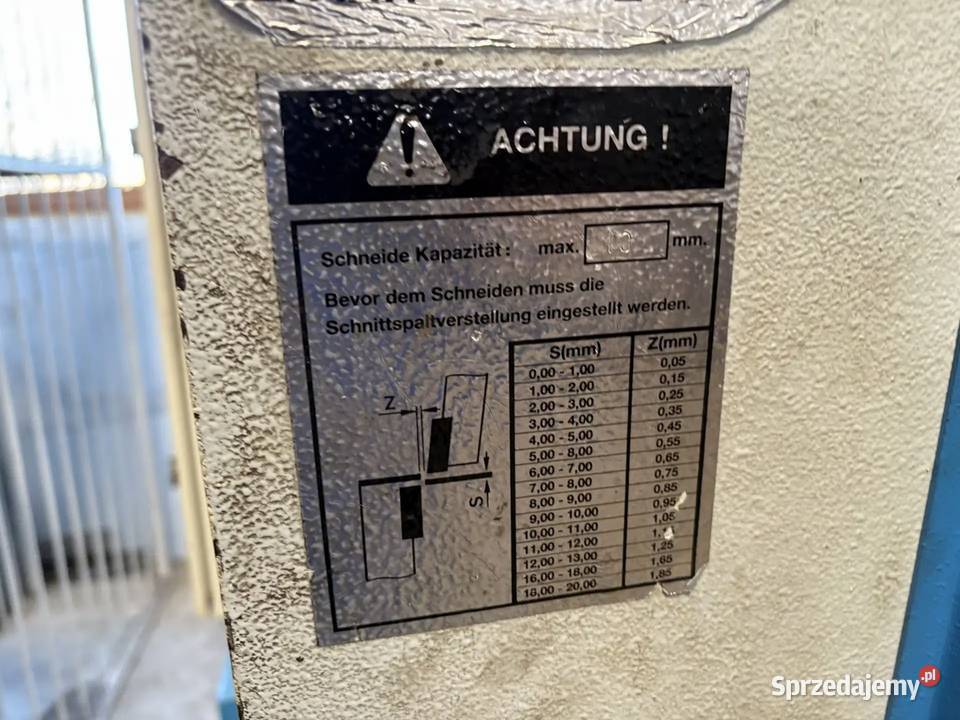 ACHTUNG !
Schneide Kapazität: max. mm.
Bevor dem Schneiden muss die
Schnittspaltverstellung eingestellt werden.
S(mm) Z(mm)
0,00 - 1,00 0,05
1,00 - 2,00 0,15
2,00 - 3,00 0,25
3,00 - 4,00 0,35
4,00 - 5,00 0,45
5,00 - 8,00 0,55
6,00 - 7,00 0,65
7,00 - 8,00 0,75
8,00 - 9,00 0,85
9,00 - 10,00 0,95
10,00 - 11,00 1,05
11,00 - 12,00
12,00 - 13,00 1,25
16,00 - 18,00 1,65
18,00 - 20,00 1,85
Z
S
Sprzedajemy.pl